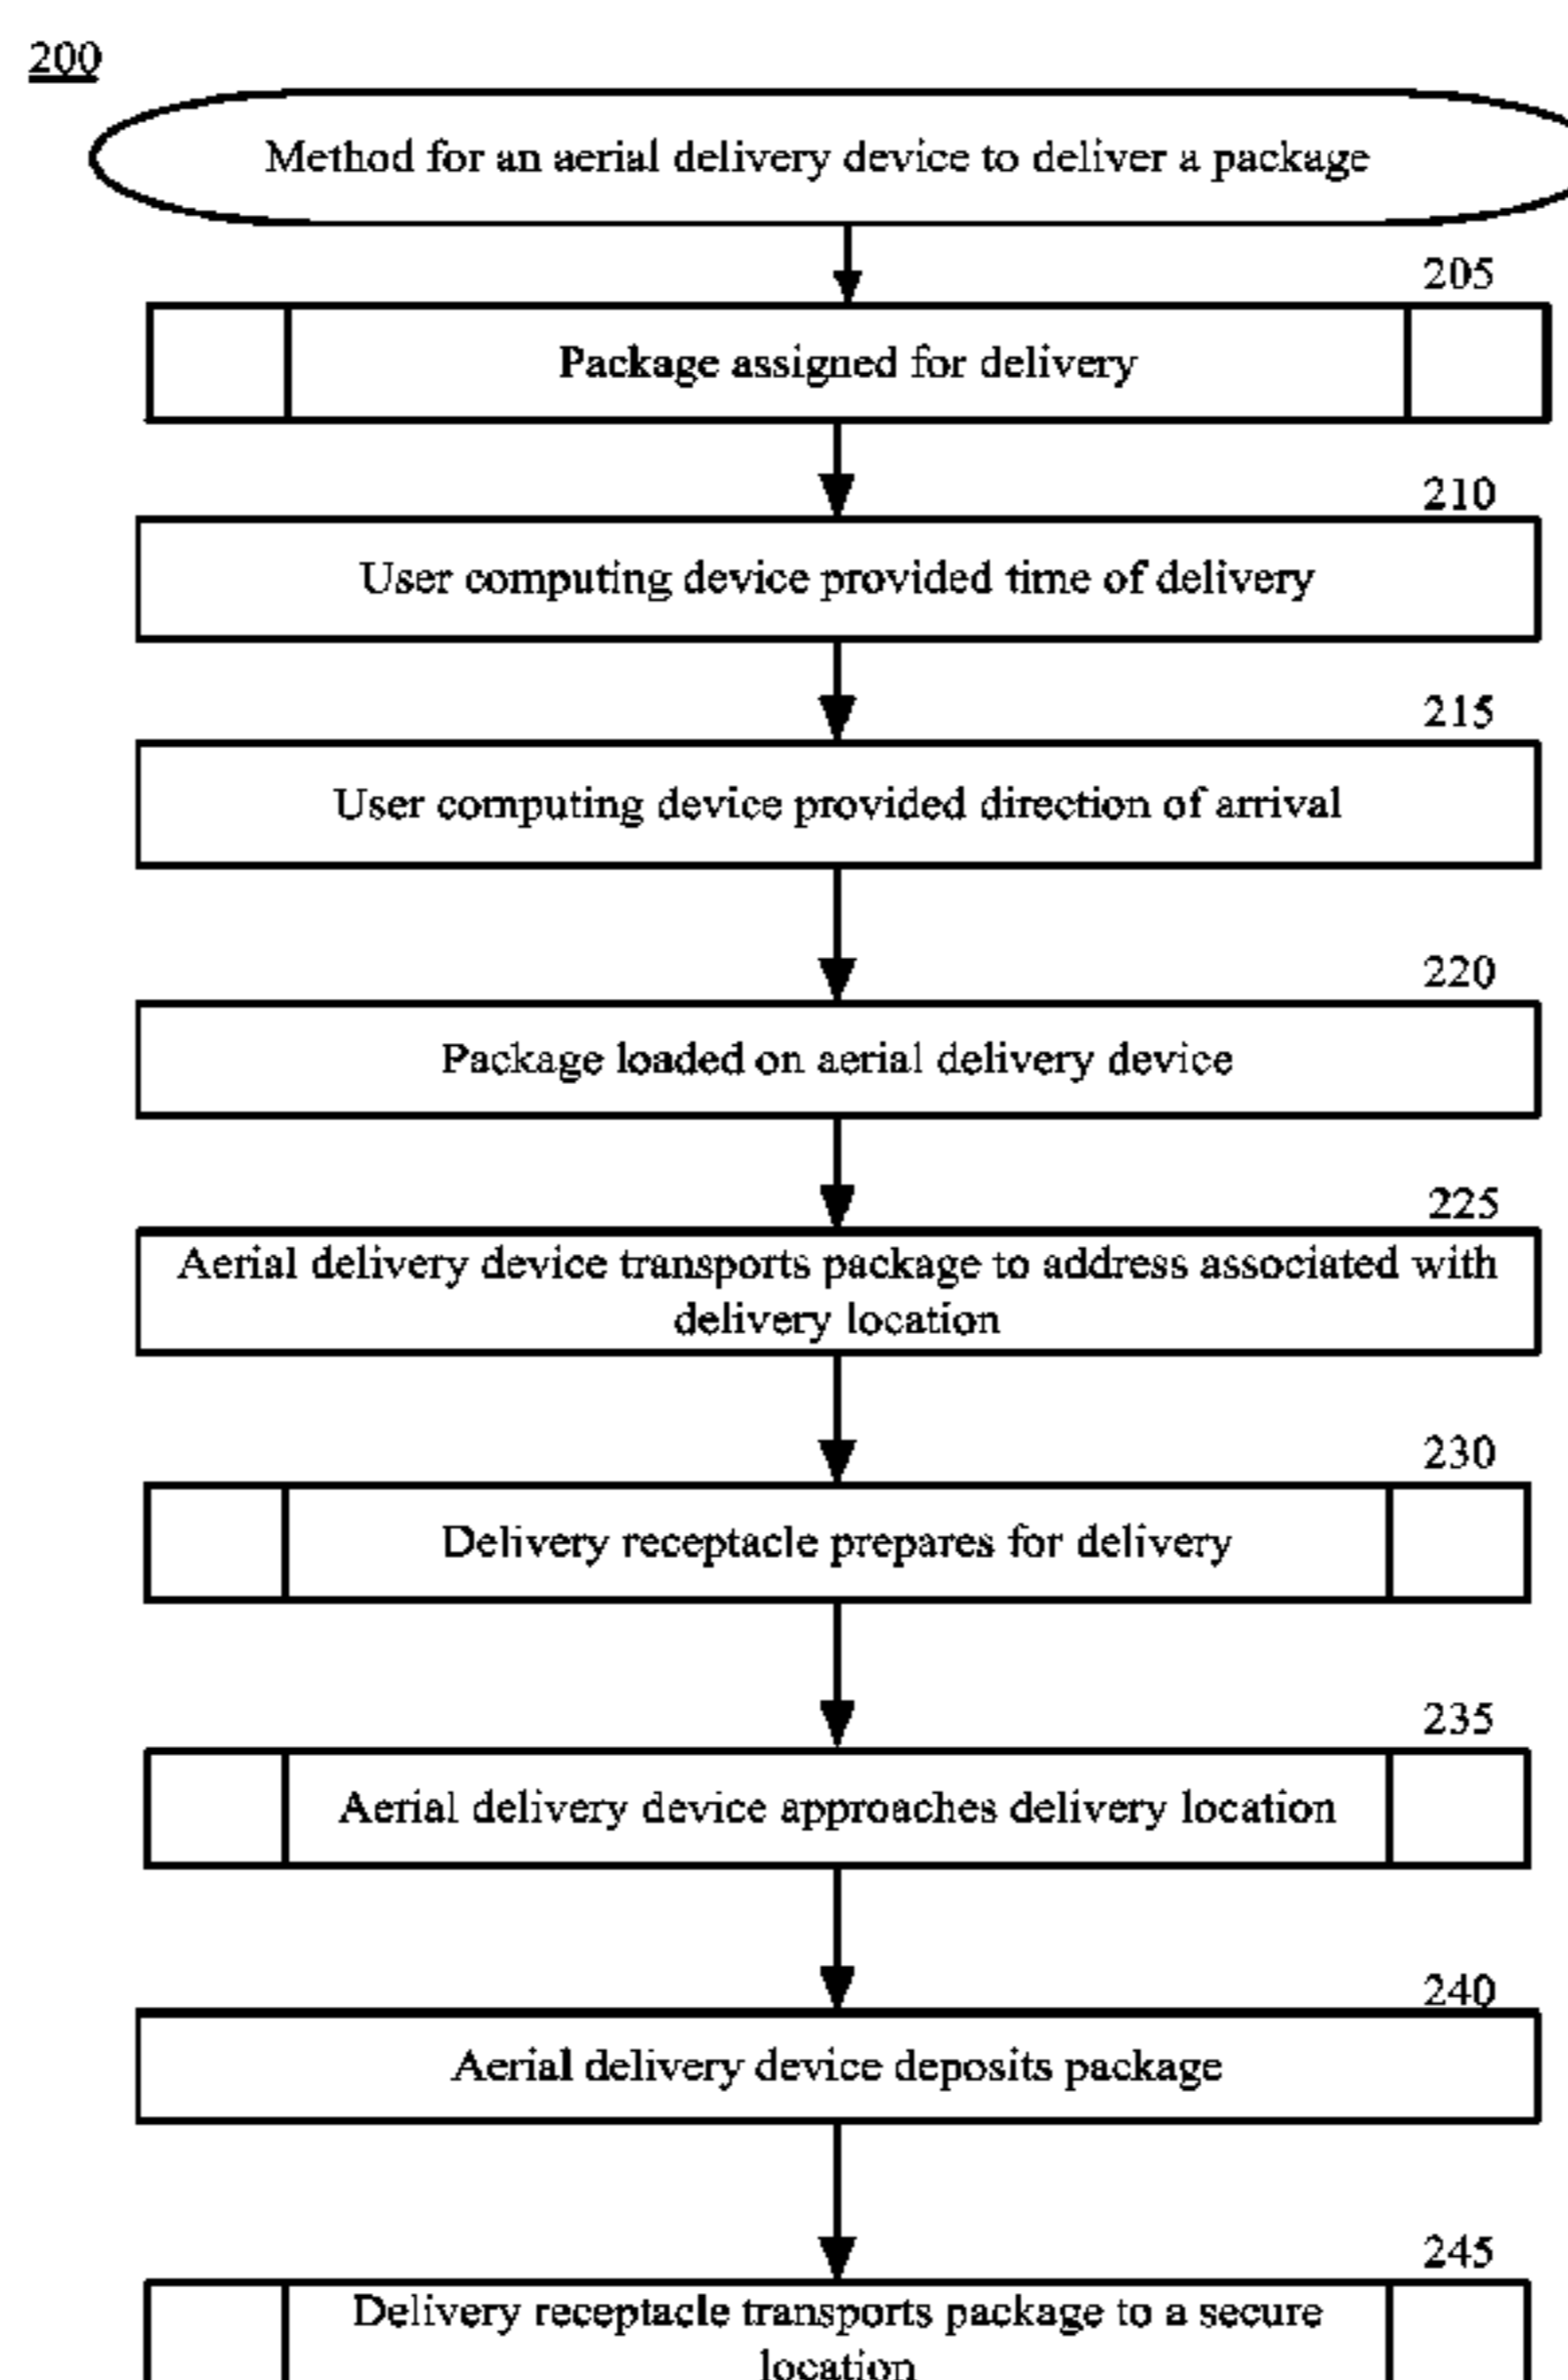 200
Method for an aerial delivery device to deliver a package
205
Package assigned for delivery
210
User computing device provided time of delivery
215
User computing device provided direction of arrival
220
Package loaded on aerial delivery device
225
Aerial delivery device transports package to address associated with
delivery location
230
Delivery receptacle prepares for delivery
235
Aerial delivery device approaches delivery location
240
Aerial delivery device deposits package
245
Delivery receptacle transports package to a secure
location